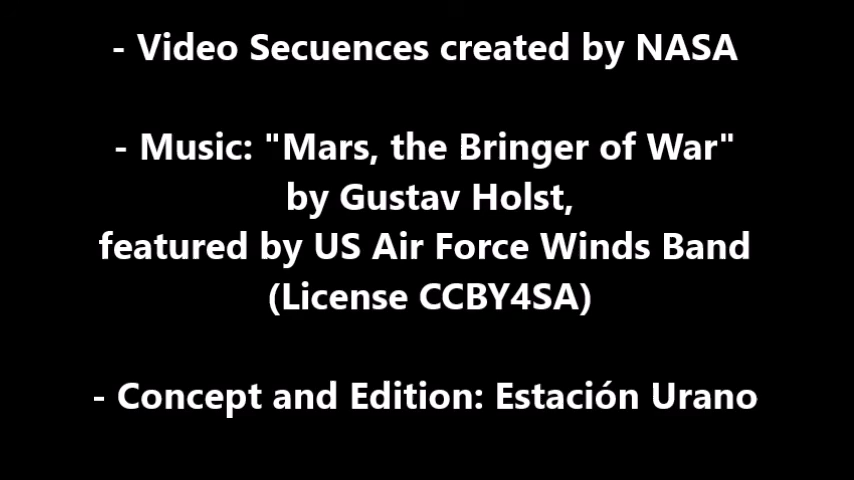 - Video Secuences created by NASA
- Music: "Mars, the Bringer of War"
by Gustav Holst,
featured by US Air Force Winds Band
(License CCBY4SA)
- Concept and Edition: Estación Urano